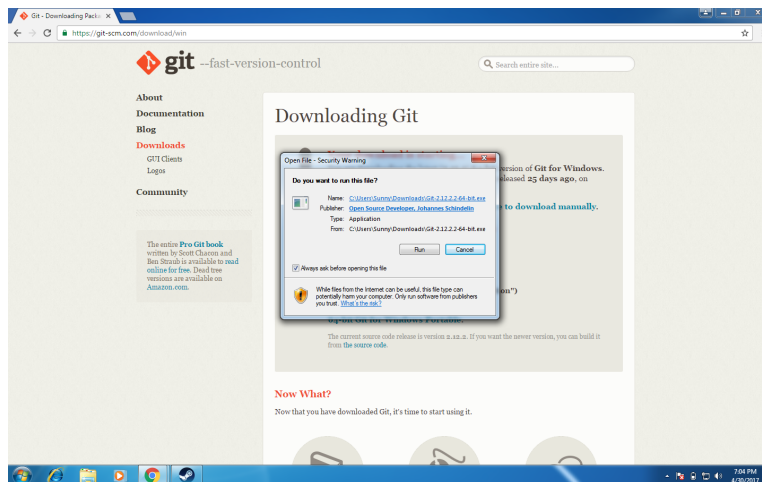 Git - Downloading Packa
https://git-scm.com/download/win
git --fast-version-control
Search entire site...
About
Documentation
Blog
Downloads
GUI Clients
Logos
Community
The entire Pro Git book
written by Scott Chacon and
Ben Straub is available to read
online for free. Dead tree
versions are available on
Amazon.com.
Downloading Git
version of Git for Windows.
eleased 25 days ago, on
e to download manually.
Open File - Security Warning
Do you want to run this file?
Name: C:\Users\Sunny\Downloads\Git-2.12.2.2-64-bit.exe
Publisher: Open Source Developer, Johannes Schindelin
Type: Application
From: C:\Users\Sunny\Downloads\Git-2.12.2.2-64-bit.exe
Run Cancel
Always ask before opening this file
While files from the Internet can be useful, this file type can
potentially harm your computer. Only run software from publishers
you trust. What's the risk?
on")
The current source code release is version 2.12.2. If you want the newer version, you can build it
from the source code.
Now What?
Now that you have downloaded Git, it's time to start using it.
7:04 PM
4/30/2017